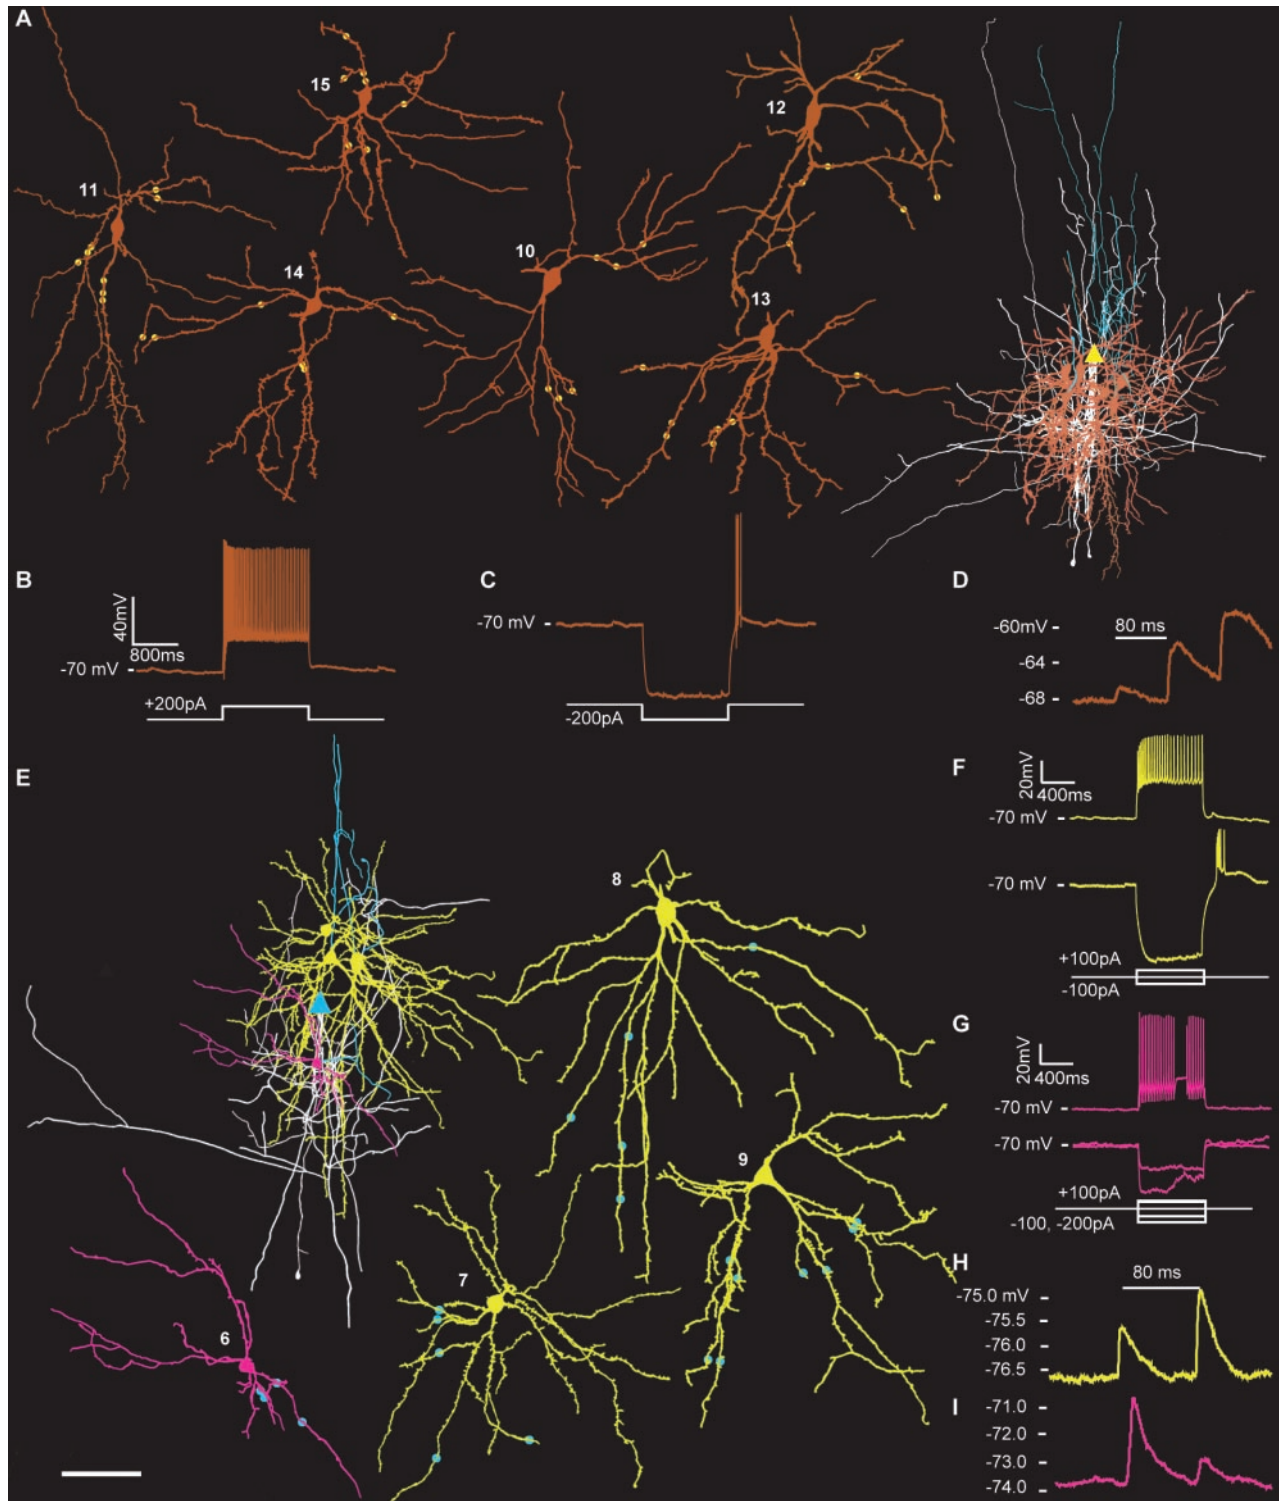 A
15
12
11
10
14
13
B
40mV
800ms
-70 mV
+200pA
C
-70 mV
-200pA
D
-60mV
80 ms
-64
-68
E
8
9
7
6
F
20mV
400ms
-70 mV
-70 mV
+100pA
-100pA
G
20mV
400ms
-70 mV
-70 mV
+100pA
-100, -200pA
H
80 ms
-75.0 mV
-75.5
-76.0
-76.5
I
-71.0
-72.0
-73.0
-74.0